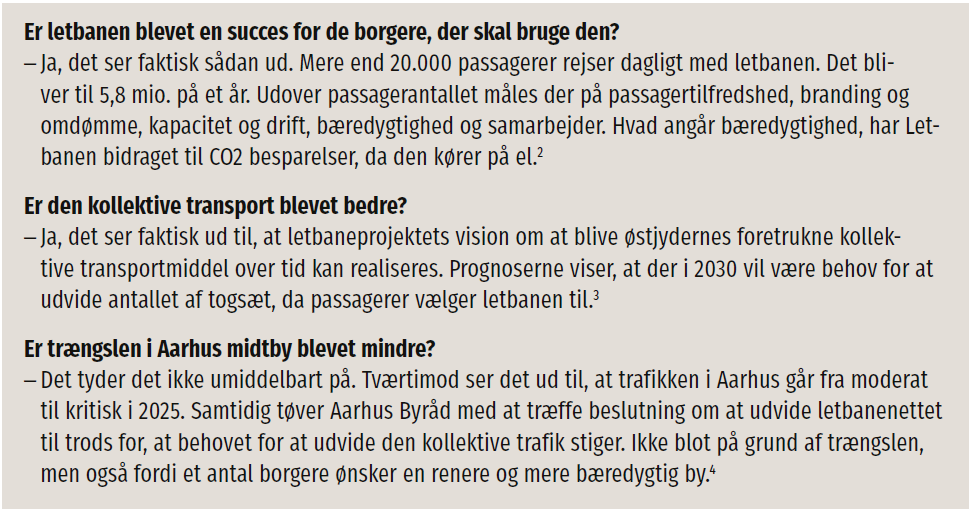 Er letbanen blevet en succes for de borgere, der skal bruge den?
– Ja, det ser faktisk sådan ud. Mere end 20.000 passagerer rejser dagligt med letbanen. Det bli-
ver til 5,8 mio. på et år. Udover passagerantallet måles der på passagertilfredshed, branding og
omdømme, kapacitet og drift, bæredygtighed og samarbejder. Hvad angår bæredygtighed, har Let-
banen bidraget til CO2 besparelser, da den kører på el.²
Er den kollektive transport blevet bedre?
– Ja, det ser faktisk ud til, at letbaneprojektets vision om at blive østjydernes foretrukne kollek-
tive transportmiddel over tid kan realiseres. Prognoserne viser, at der i 2030 vil være behov for at
udvide antallet af togsæt, da passagerer vælger letbanen til.³
Er trængslen i Aarhus midtby blevet mindre?
– Det tyder det ikke umiddelbart på. Tværtimod ser det ud til, at trafikken i Aarhus går fra moderat
til kritisk i 2025. Samtidig tøver Aarhus Byråd med at træffe beslutning om at udvide letbanenettet
til trods for, at behovet for at udvide den kollektive trafik stiger. Ikke blot på grund af trængslen,
men også fordi et antal borgere ønsker en renere og mere bæredygtig by.⁴